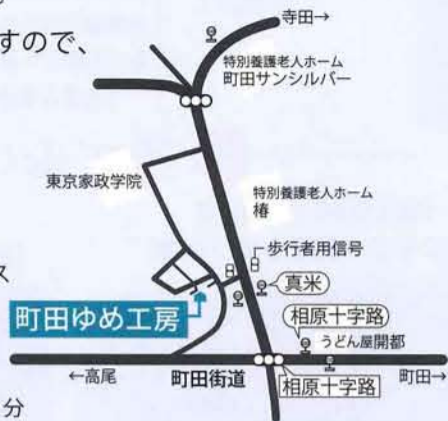 すので、
寺田→
特別養護老人ホーム
町田サンシルバー
東京家政学院
特別養護老人ホーム
椿
歩行者用信号
ス
真米
町田ゆめ工房
相原十字路
うどん屋開都
←高尾
町田街道
町田→
相原十字路
分